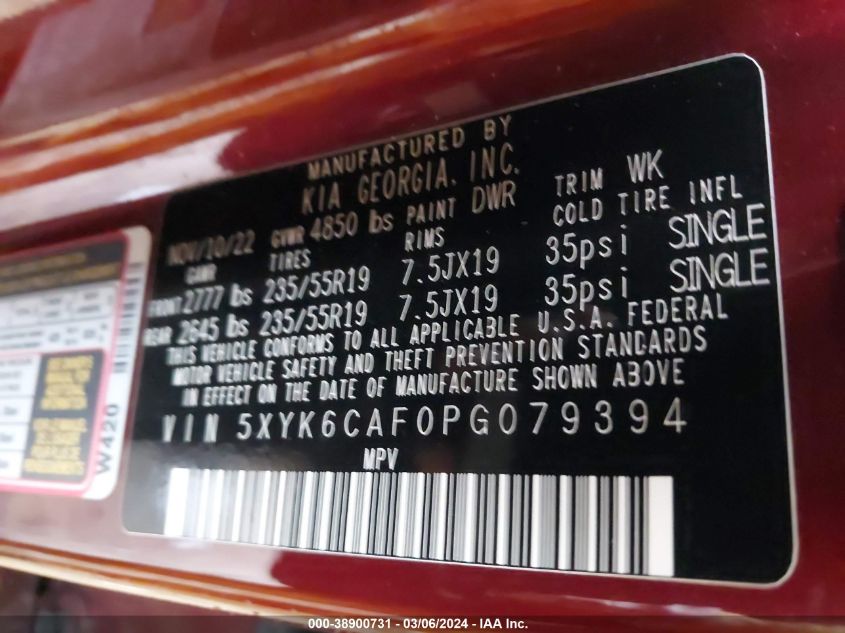 MANUFACTURED BY
KIA GEORGIA. INC.
NOV/10/22 GVWR 4850 lbs PAINT DWR TRIM WK
GAWR TIRES RIMS COLD TIRE INFL
FRONT 2777 lbs 235/55R19 7.5JX19 35psi SINGLE
REAR 2645 lbs 235/55R19 7.5JX19 35psi SINGLE
THIS VEHICLE CONFORMS TO ALL APPLICABLE U.S.A. FEDERAL
MOTOR VEHICLE SAFETY AND THEFT PREVENTION STANDARDS
IN EFFECT ON THE DATE OF MANUFACTURE SHOWN ABOVE
VIN 5XYK6CAF0PG079394
MPV
W420
000-38900731 - 03/06/2024 - IAA Inc.